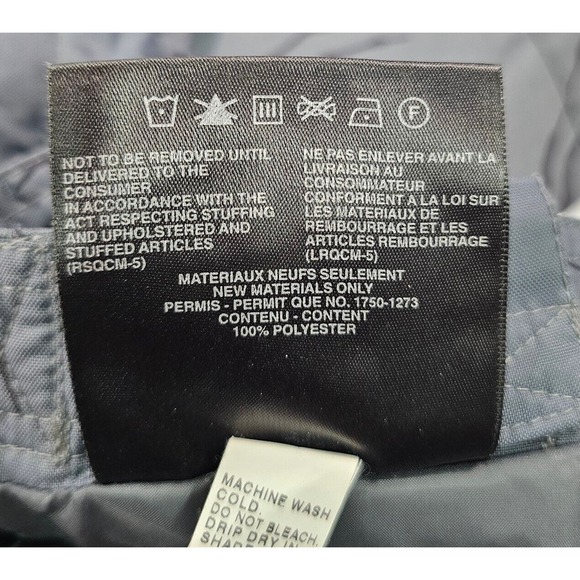 F
NOT TO BE REMOVED UNTIL
DELIVERED TO THE
CONSUMER
IN ACCORDANCE WITH THE
ACT RESPECTING STUFFING
AND UPHOLSTERED AND
STUFFED ARTICLES
(RSQCM-5)
NE PAS ENLEVER AVANT LA
LIVRAISON AU
CONSOMMATEUR
CONFORMENT A LA LOI SUR
LES MATERIAUX DE
REMBOURRAGE ET LES
ARTICLES REMBOURRAGE
(LRQCM-5)
MATERIAUX NEUFS SEULEMENT
NEW MATERIALS ONLY
PERMIS - PERMIT QUE NO. 1750-1273
CONTENU - CONTENT
100% POLYESTER
MACHINE WASH
COLD.
DO NOT BLEACH.
DRIP DRY IN
SHADE